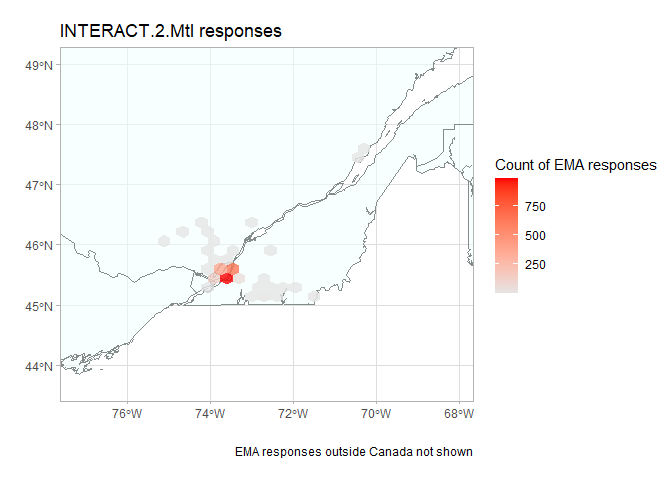 INTERACT.2.Mtl responses
49°N
48°N
47°N
46°N
45°N
44°N
76°W
74°W
72°W
70°W
68°W
Count of EMA responses
750
500
250
EMA responses outside Canada not shown